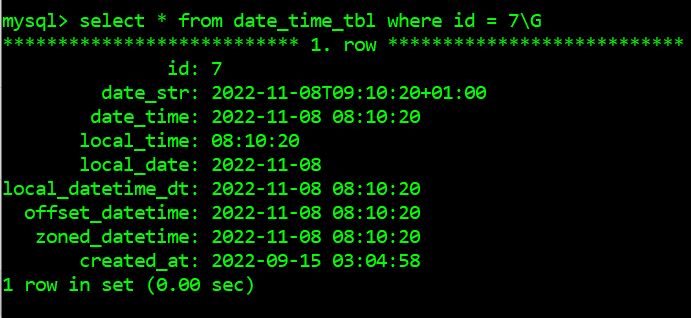 mysql> select * from date_time_tbl where id = 7\G
*************************** 1. row ***************************
id: 7
date_str: 2022-11-08T09:10:20+01:00
date_time: 2022-11-08 08:10:20
local_time: 08:10:20
local_date: 2022-11-08
local_datetime_dt: 2022-11-08 08:10:20
offset_datetime: 2022-11-08 08:10:20
zoned_datetime: 2022-11-08 08:10:20
created_at: 2022-09-15 03:04:58
1 row in set (0.00 sec)